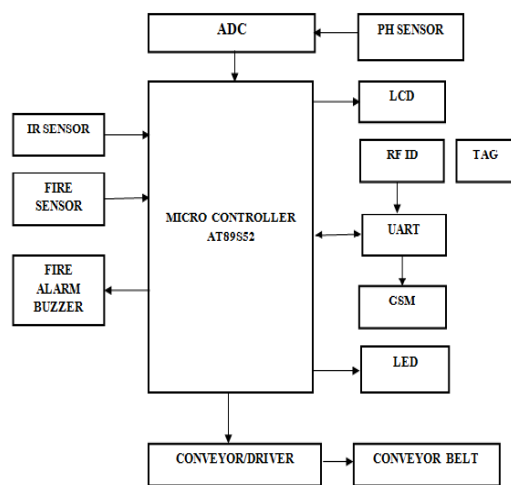 ADC
PH SENSOR
LCD
IR SENSOR
RF ID
TAG
FIRE
SENSOR
MICRO CONTROLLER
AT89S52
UART
FIRE
ALARM
BUZZER
GSM
LED
CONVEYOR/DRIVER
CONVEYOR BELT